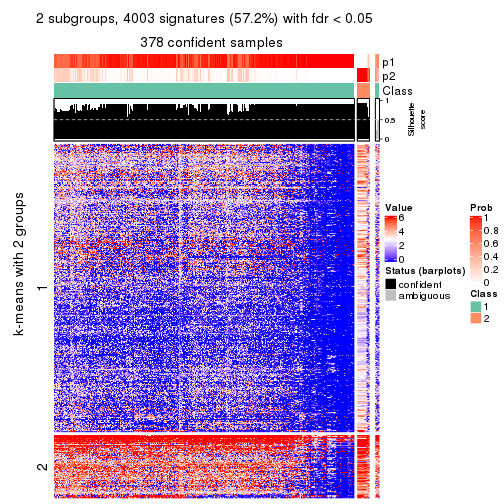 2 subgroups, 4003 signatures (57.2%) with fdr < 0.05
378 confident samples
p1
p2
Class
1
0.5
0
Silhouette
score
k-means with 2 groups
1
2
Value
6
4
2
0
Status (barplots)
confident
ambiguous
Prob
1
0.8
0.6
0.4
0.2
0
Class
1
2